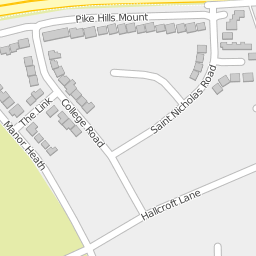 Pike Hills Mount
Saint Nicholas Road
The Link
College Road
Manor Heath
Hallcroft Lane